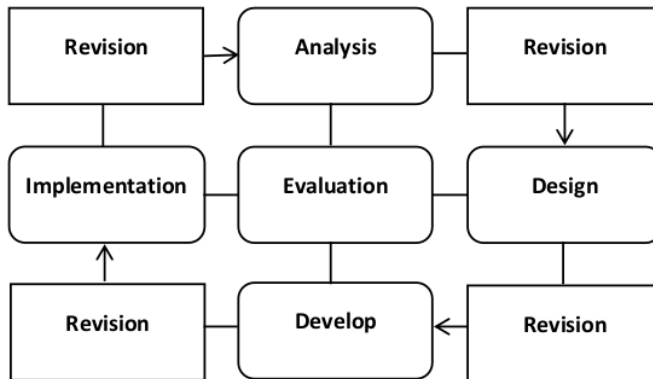 Revision
Analysis
Revision
Implementation
Evaluation
Design
Revision
Develop
Revision